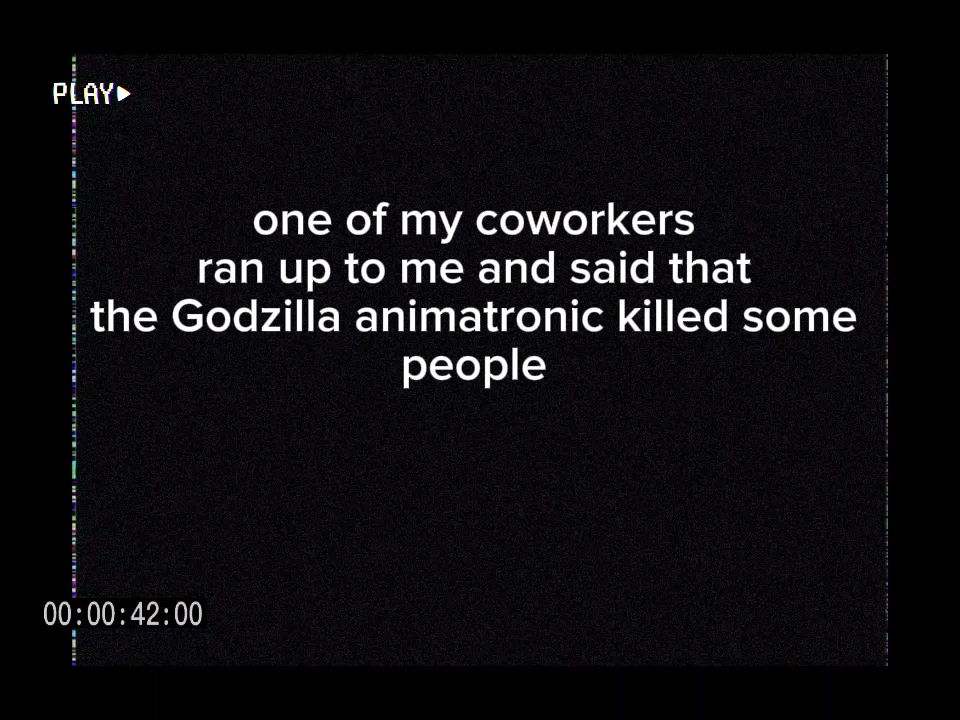 PLAY▶
one of my coworkers
ran up to me and said that
the Godzilla animatronic killed some
people
00:00:42:00